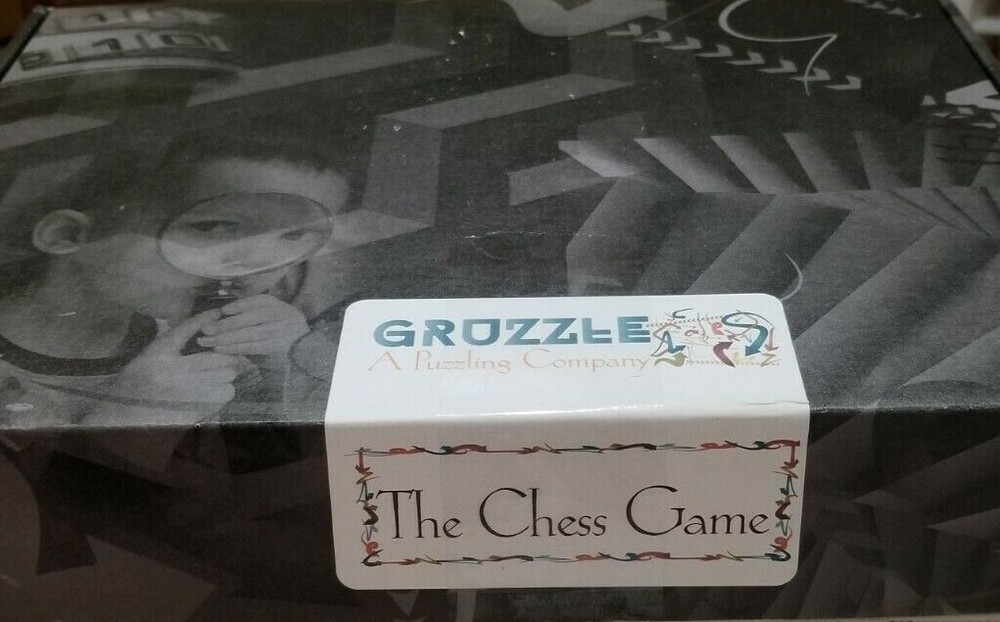 GRUZZLE
A Puzzling Company
The Chess Game